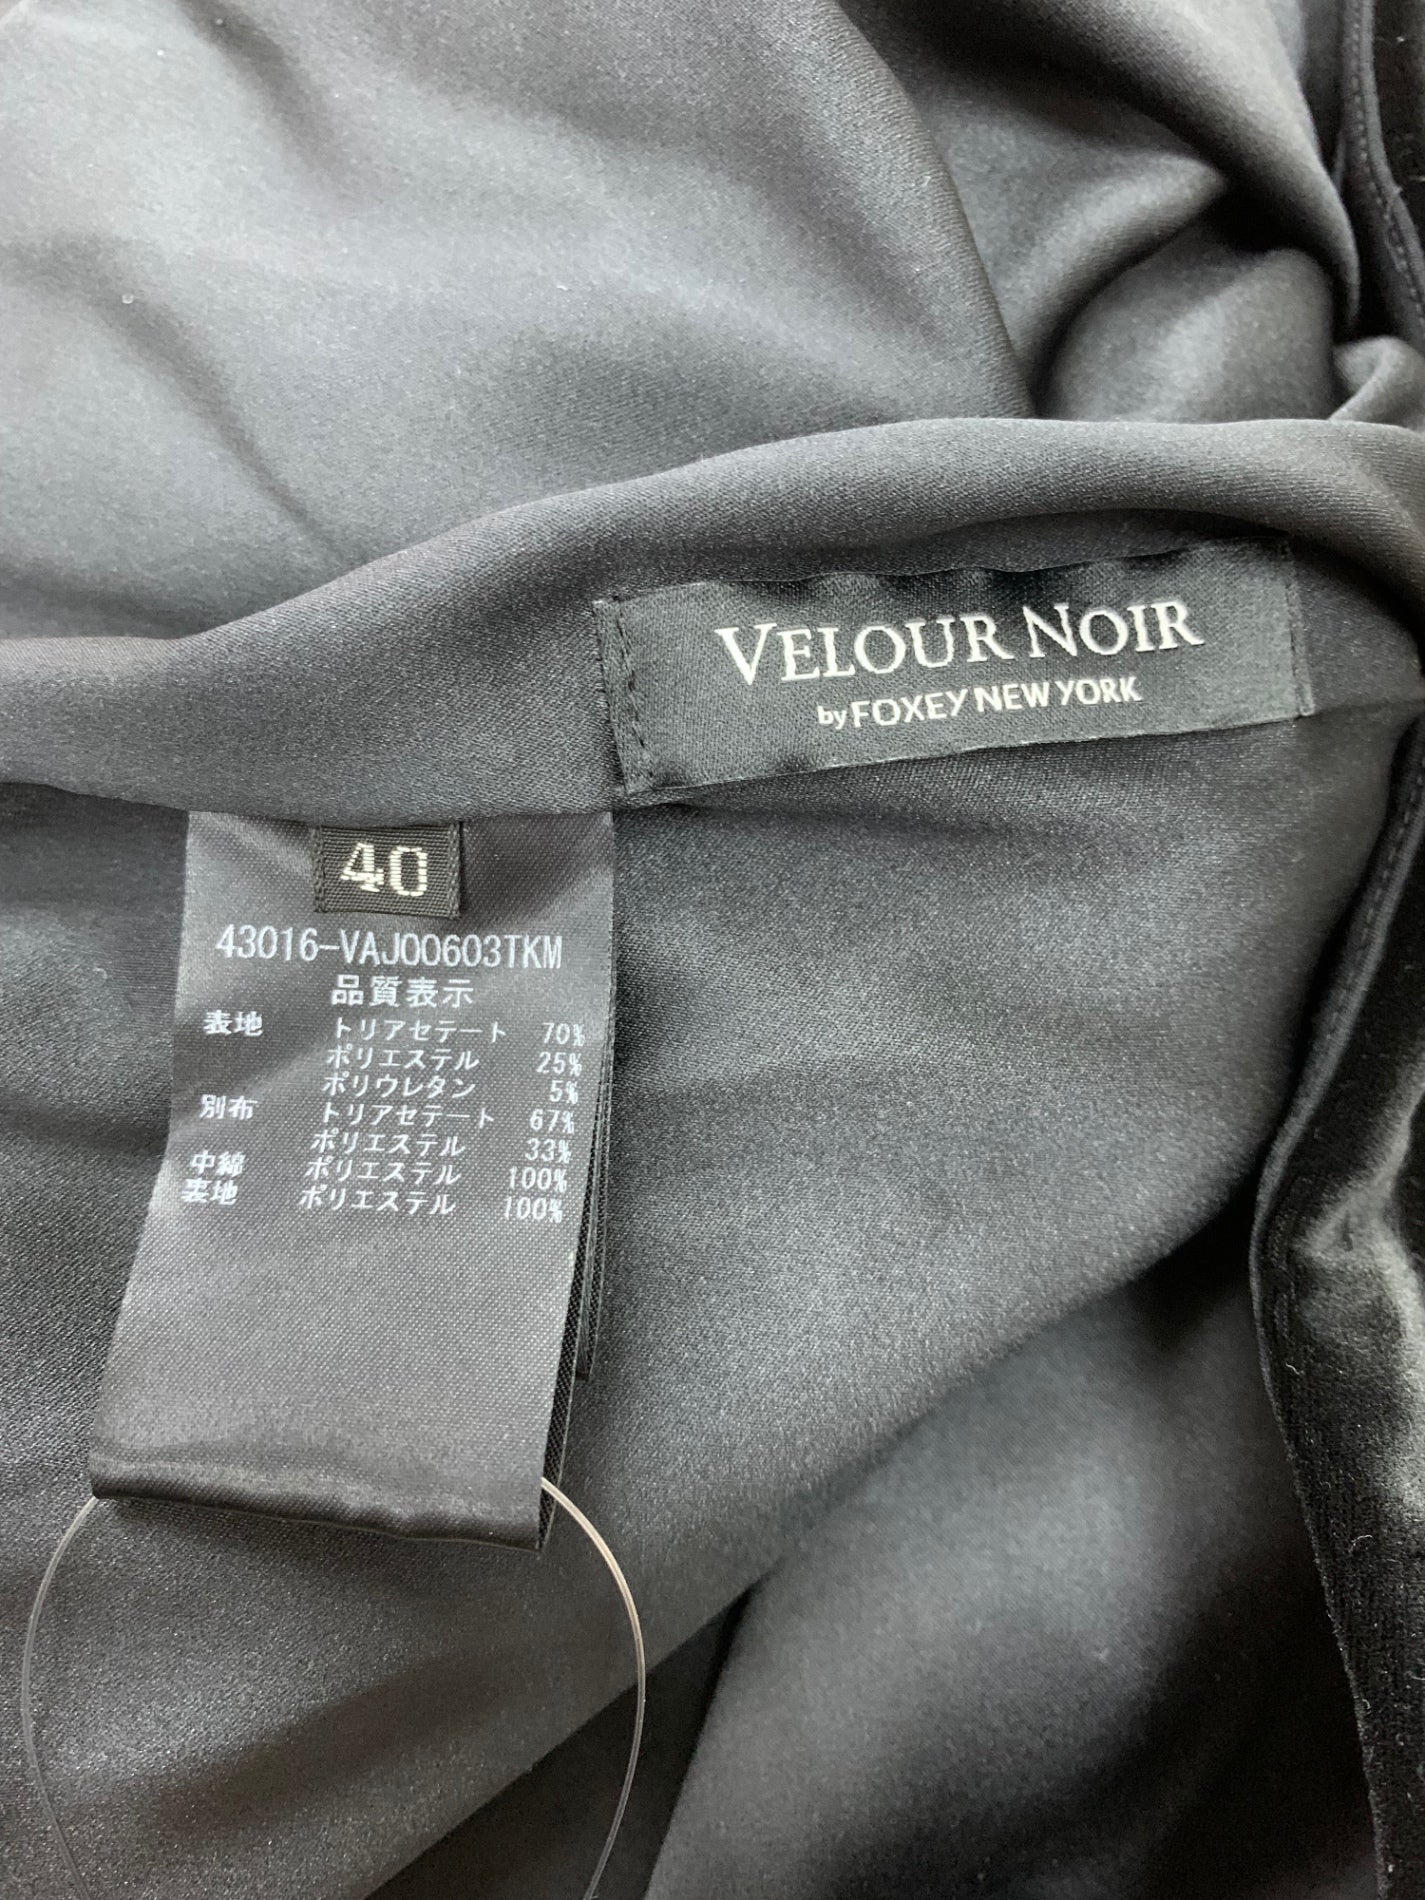 VELOUR NOIR
by FOXEY NEW YORK
40
43016-VAJ00603TKM
品質表示
表地 トリアセテート 70%
ポリエステル 25%
ポリウレタン 5%
別布 トリアセテート 67%
ポリエステル 33%
中綿 ポリエステル 100%
裏地 ポリエステル 100%